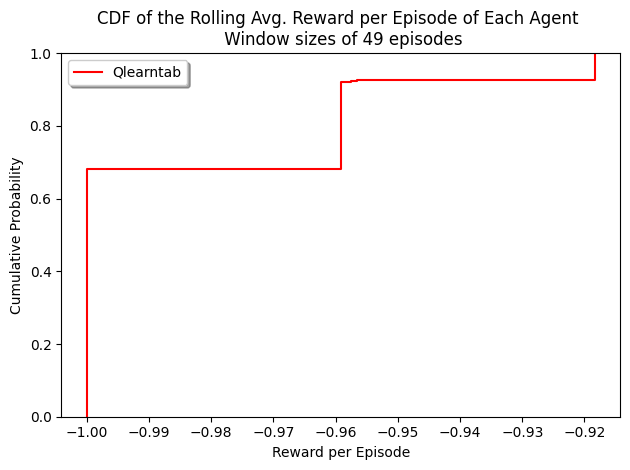 CDF of the Rolling Avg. Reward per Episode of Each Agent
Window sizes of 49 episodes
Qlearntab
Cumulative Probability
1.0
0.8
0.6
0.4
0.2
0.0
−1.00 −0.99 −0.98 −0.97 −0.96 −0.95 −0.94 −0.93 −0.92
Reward per Episode